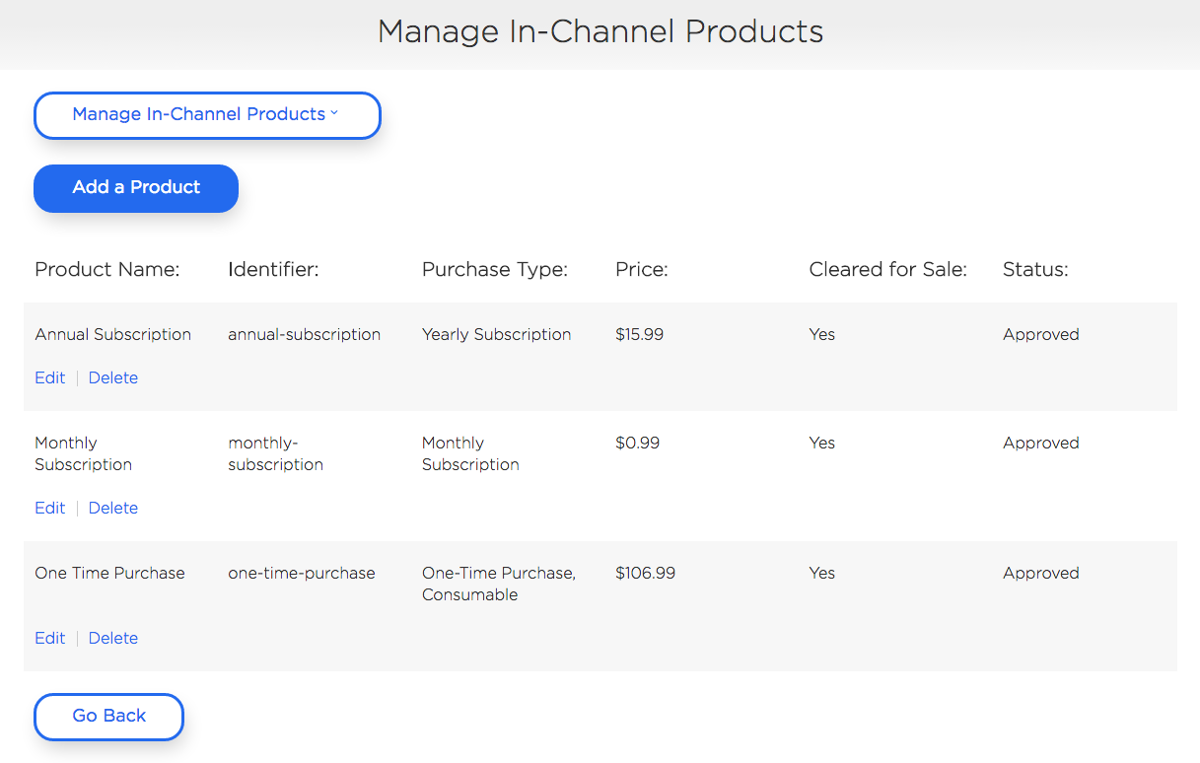 Manage In-Channel Products
Manage In-Channel Products
Add a Product
Product Name: Identifier: Purchase Type: Price: Cleared for Sale: Status:
Annual Subscription annual-subscription Yearly Subscription $15.99 Yes Approved
Edit | Delete
Monthly monthly- Monthly $0.99 Yes Approved
Subscription subscription Subscription
Edit | Delete
One Time Purchase one-time-purchase One-Time Purchase, $106.99 Yes Approved
Consumable
Edit | Delete
Go Back